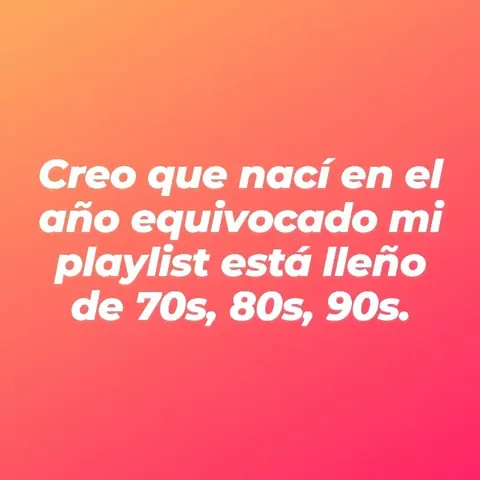 Creo que nací en el
año equivocado mi
playlist está lleño
de 70s, 80s, 90s.